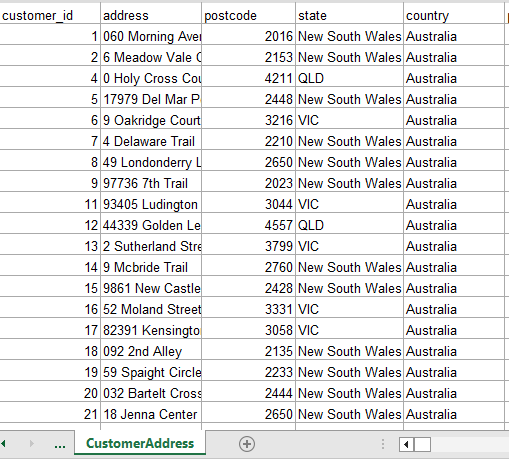 customer_id address postcode state country
1 060 Morning Aver 2016 New South Wales Australia
2 6 Meadow Vale C 2153 New South Wales Australia
4 0 Holy Cross Cou 4211 QLD Australia
5 17979 Del Mar P 2448 New South Wales Australia
6 9 Oakridge Court 3216 VIC Australia
7 4 Delaware Trail 2210 New South Wales Australia
8 49 Londonderry L 2650 New South Wales Australia
9 97736 7th Trail 2023 New South Wales Australia
11 93405 Ludington 3044 VIC Australia
12 44339 Golden Le 4557 QLD Australia
13 2 Sutherland Stre 3799 VIC Australia
14 9 Mcbride Trail 2760 New South Wales Australia
15 9861 New Castle 2428 New South Wales Australia
16 52 Moland Street 3331 VIC Australia
17 82391 Kensingto 3058 VIC Australia
18 092 2nd Alley 2135 New South Wales Australia
19 59 Spaight Circle 2233 New South Wales Australia
20 032 Bartelt Cross 2444 New South Wales Australia
21 18 Jenna Center 2650 New South Wales Australia
... CustomerAddress